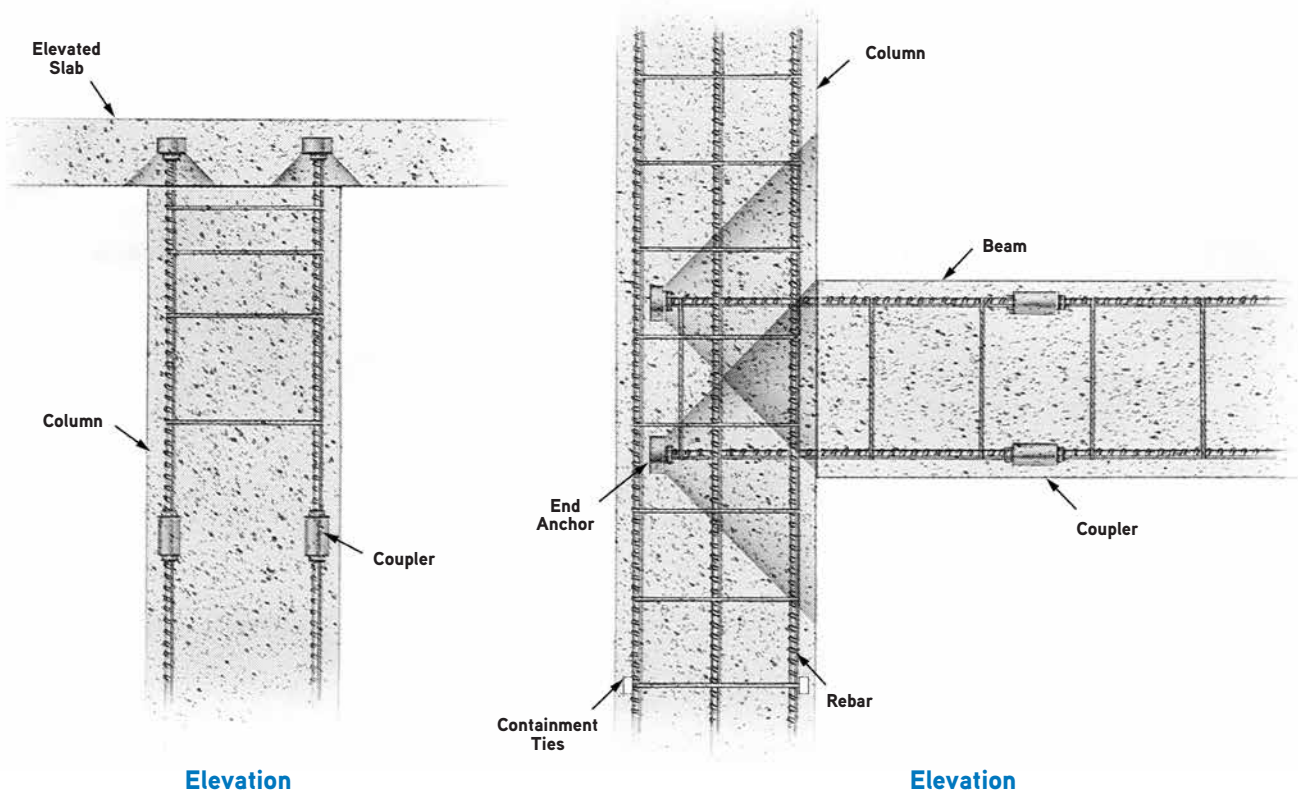 Elevated
Slab
Column
Coupler
Elevation
Column
Beam
End
Anchor
Coupler
Rebar
Containment
Ties
Elevation